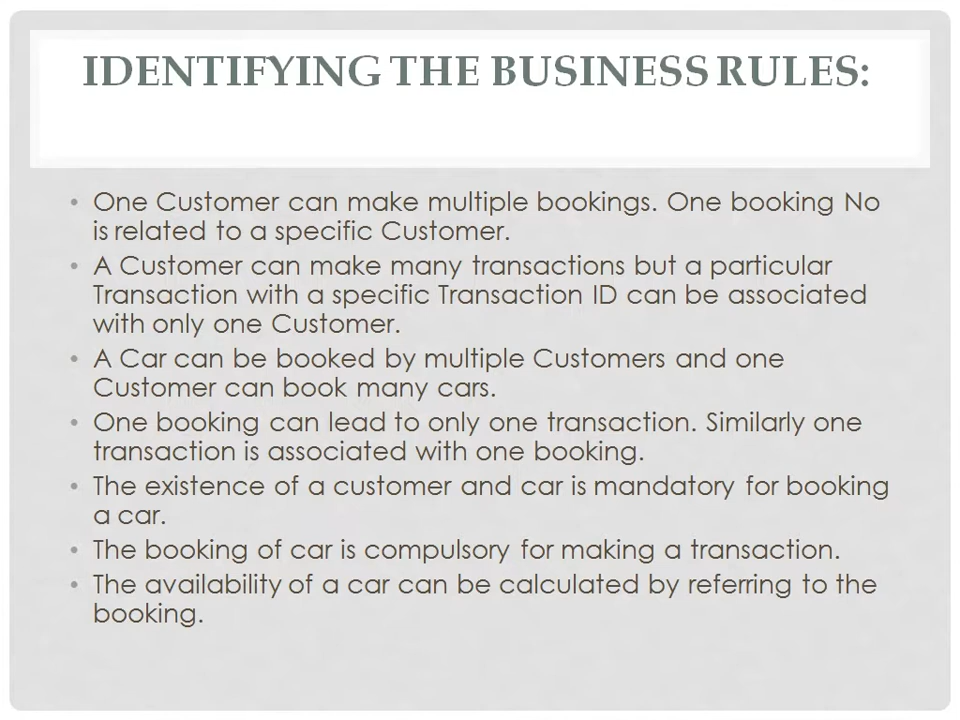 IDENTIFYING THE BUSINESS RULES:
• One Customer can make multiple bookings. One booking No
is related to a specific Customer.
• A Customer can make many transactions but a particular
Transaction with a specific Transaction ID can be associated
with only one Customer.
• A Car can be booked by multiple Customers and one
Customer can book many cars.
• One booking can lead to only one transaction. Similarly one
transaction is associated with one booking.
• The existence of a customer and car is mandatory for booking
a car.
• The booking of car is compulsory for making a transaction.
• The availability of a car can be calculated by referring to the
booking.